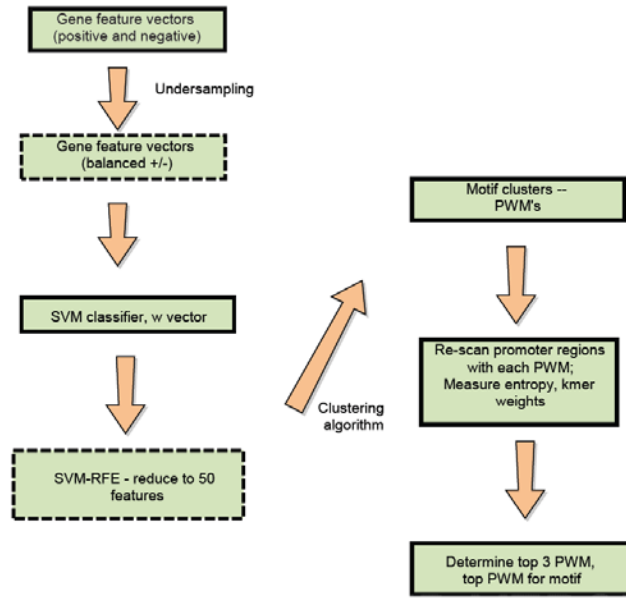 Gene feature vectors
(positive and negative)
Undersampling
Gene feature vectors
(balanced +/-)
SVM classifier, w vector
SVM-RFE - reduce to 50
features
Clustering
algorithm
Motif clusters --
PWM's
Re-scan promoter regions
with each PWM;
Measure entropy, kmer
weights
Determine top 3 PWM,
top PWM for motif